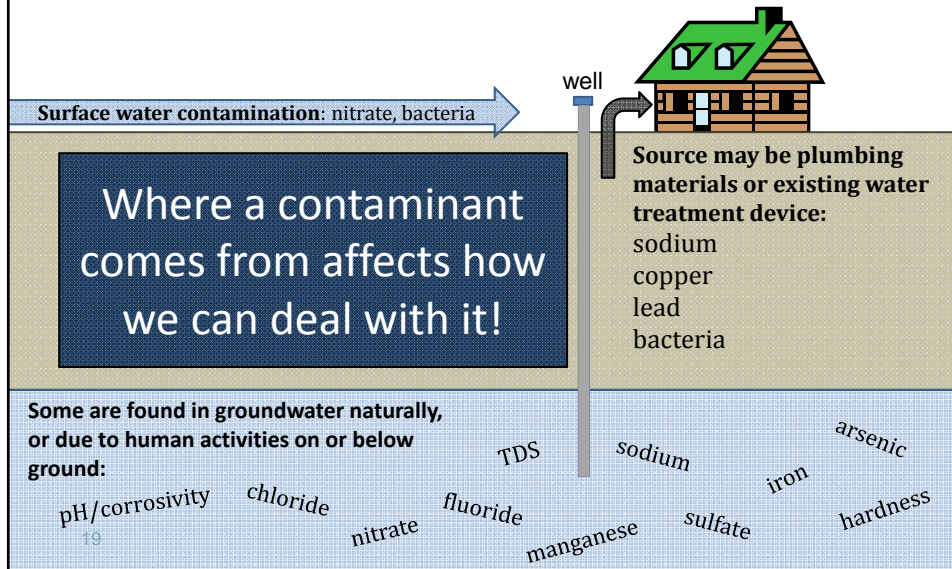 well
Surface water contamination: nitrate, bacteria
Where a contaminant
comes from affects how
we can deal with it!
Source may be plumbing
materials or existing water
treatment device:
sodium
copper
lead
bacteria
Some are found in groundwater naturally,
or due to human activities on or below
ground:
pH/corrosivity
chloride
nitrate
fluoride
TDS
manganese
sodium
sulfate
iron
arsenic
hardness
19